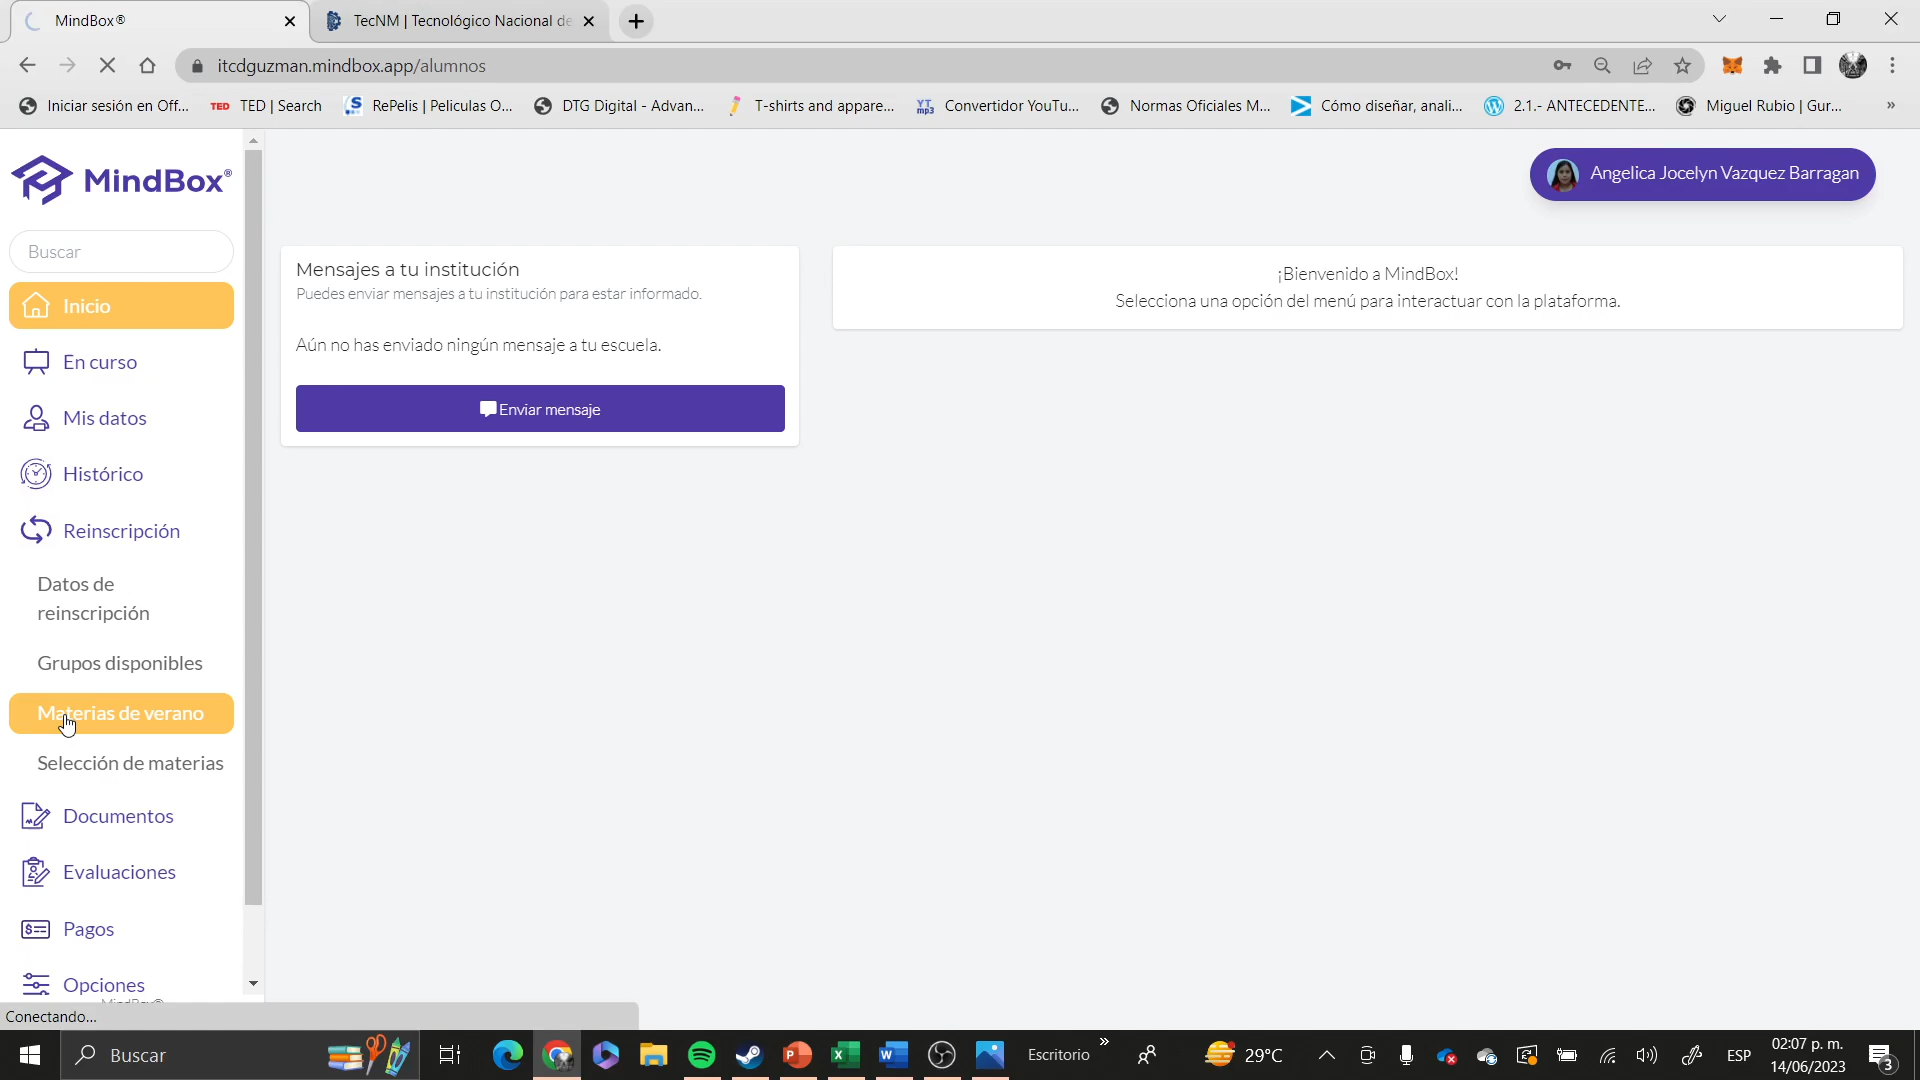 MindBox®
TecNM | Tecnológico Nacional de
itcdguzman.mindbox.app/alumnos
Iniciar sesión en Off...
TED TED | Search
RePelis | Peliculas O...
DTG Digital - Advan...
T-shirts and appare...
YT mp3 Convertidor YouTu...
Normas Oficiales M...
Cómo diseñar, anali...
2.1.- ANTECEDENTE...
Miguel Rubio | Gur...
»
MindBox®
Angelica Jocelyn Vazquez Barragan
Buscar
Inicio
En curso
Mis datos
Histórico
Reinscripción
Datos de
reinscripción
Grupos disponibles
Materias de verano
Selección de materias
Documentos
Evaluaciones
Pagos
Opciones
MindBox®
Mensajes a tu institución
Puedes enviar mensajes a tu institución para estar informado.
Aún no has enviado ningún mensaje a tu escuela.
Enviar mensaje
¡Bienvenido a MindBox!
Selecciona una opción del menú para interactuar con la plataforma.
Conectando...
Buscar
Escritorio
»
29°C
ESP
02:07 p. m.
14/06/2023
3